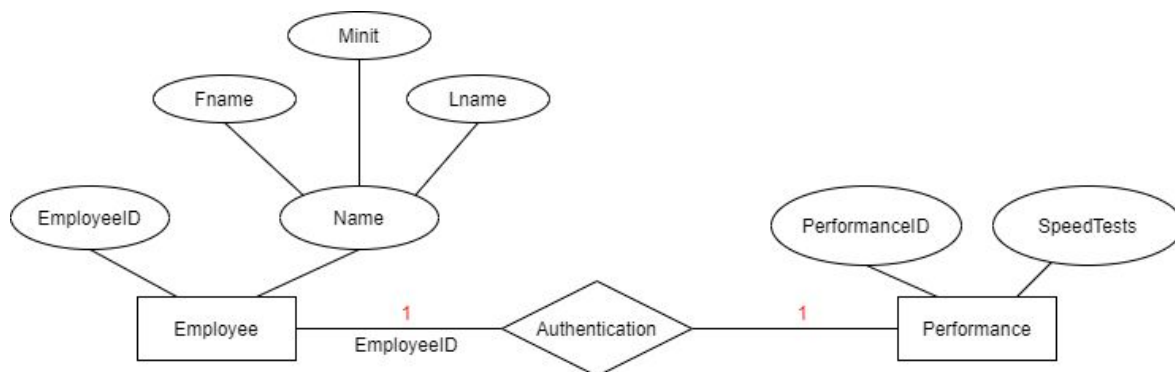 Minit
Fname
Lname
EmployeeID
Name
PerformanceID
SpeedTests
Employee
1
EmployeeID
Authentication
1
Performance